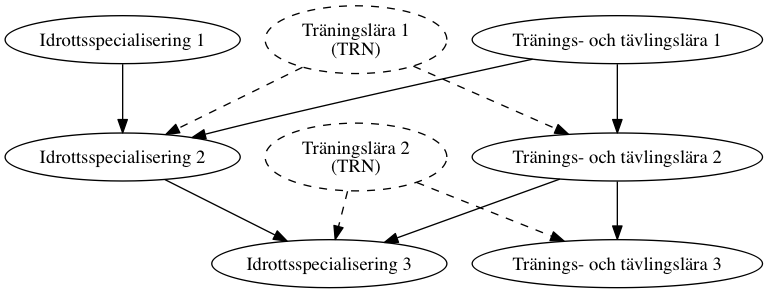 Idrottsspecialisering 1
Träningslära 1
(TRN)
Tränings- och tävlingslära 1
Idrottsspecialisering 2
Träningslära 2
(TRN)
Tränings- och tävlingslära 2
Idrottsspecialisering 3
Tränings- och tävlingslära 3